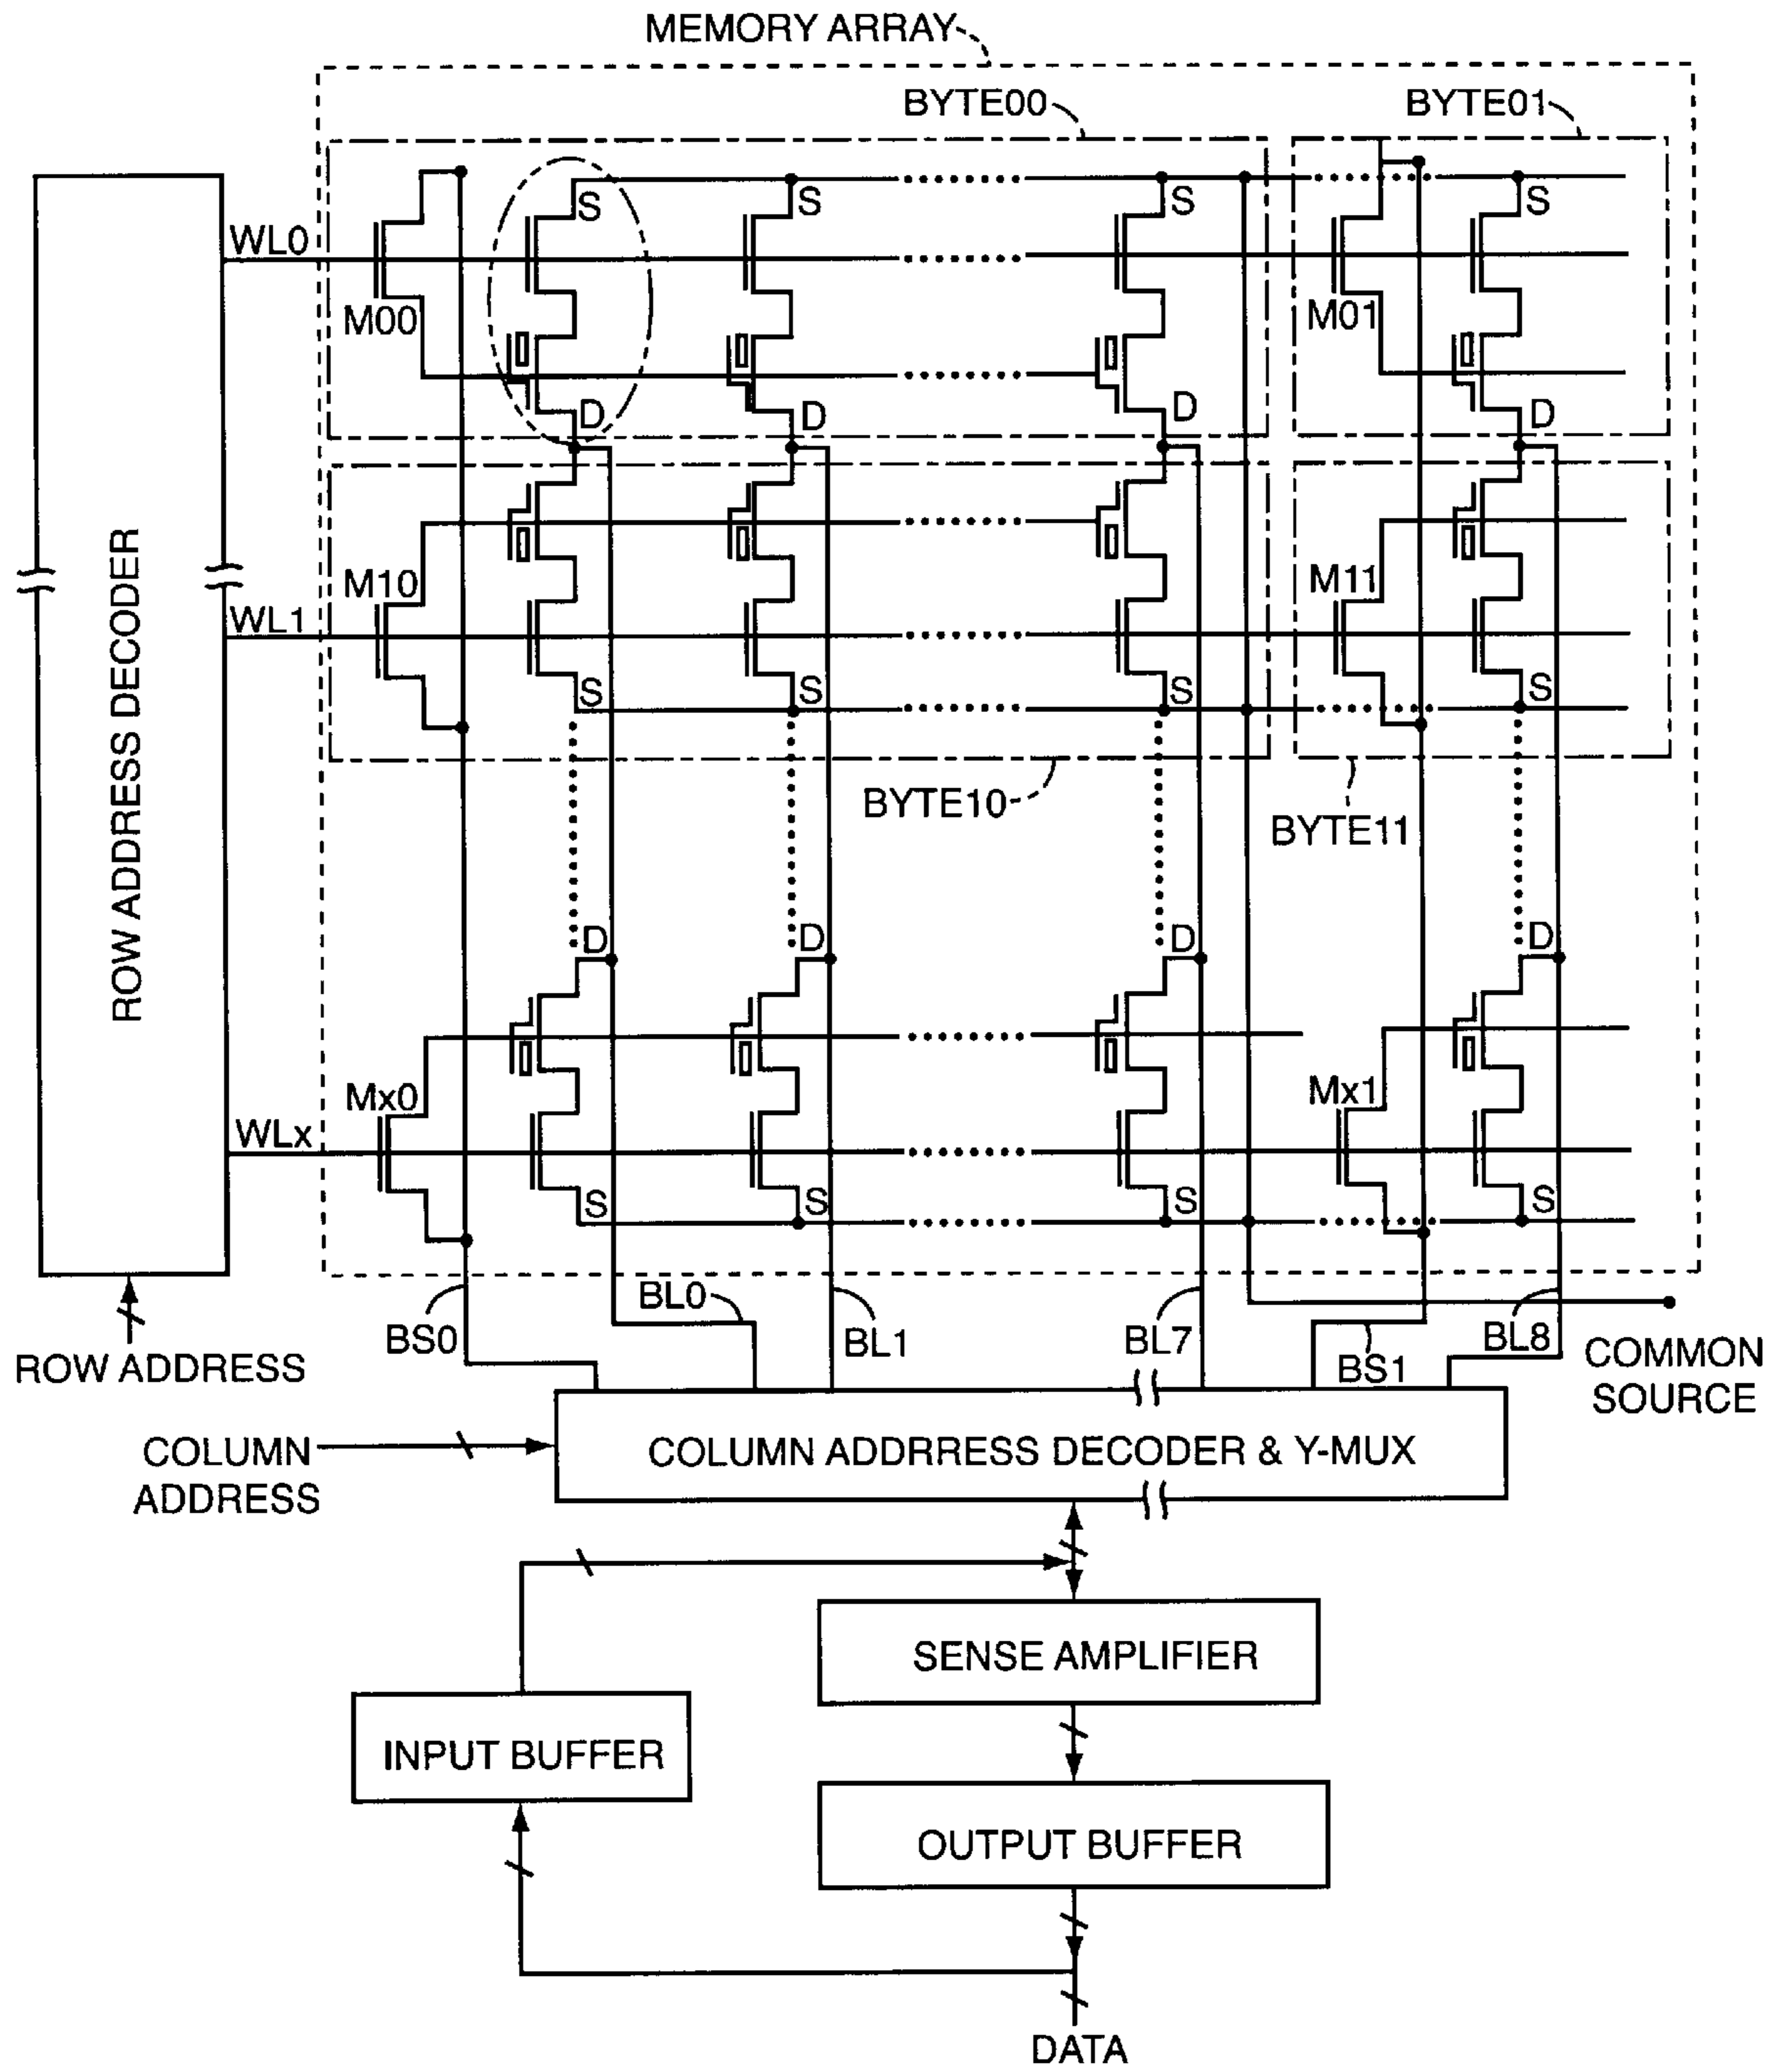 MEMORY ARRAY
BYTE00
BYTE01
S
S
S
S
WL0
M00
M01
D
D
D
D
ROW ADDRESS DECODER
M10
M11
WL1
S
S
S
S
BYTE10
BYTE11
D
D
D
D
Mx0
Mx1
WLx
S
S
S
S
BS0
BL0
BL1
BL7
BS1
BL8
ROW ADDRESS
COMMON
SOURCE
COLUMN
ADDRESS
COLUMN ADDRRESS DECODER & Y-MUX
SENSE AMPLIFIER
INPUT BUFFER
OUTPUT BUFFER
DATA